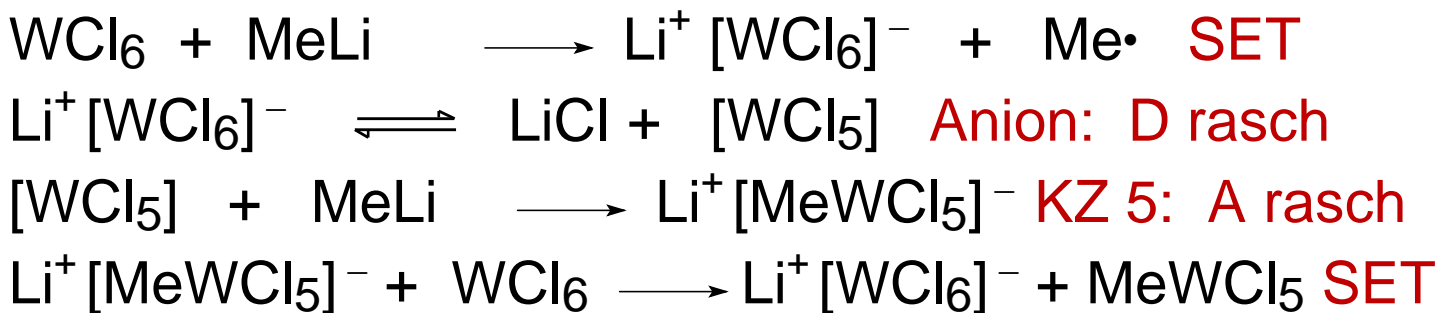 WCl₆ + MeLi ⟶ Li⁺ [WCl₆]⁻ + Me• SET
Li⁺ [WCl₆]⁻ ⇌ LiCl + [WCl₅] Anion: D rasch
[WCl₅] + MeLi ⟶ Li⁺ [MeWCl₅]⁻ KZ 5: A rasch
Li⁺ [MeWCl₅]⁻ + WCl₆ ⟶ Li⁺ [WCl₆]⁻ + MeWCl₅ SET